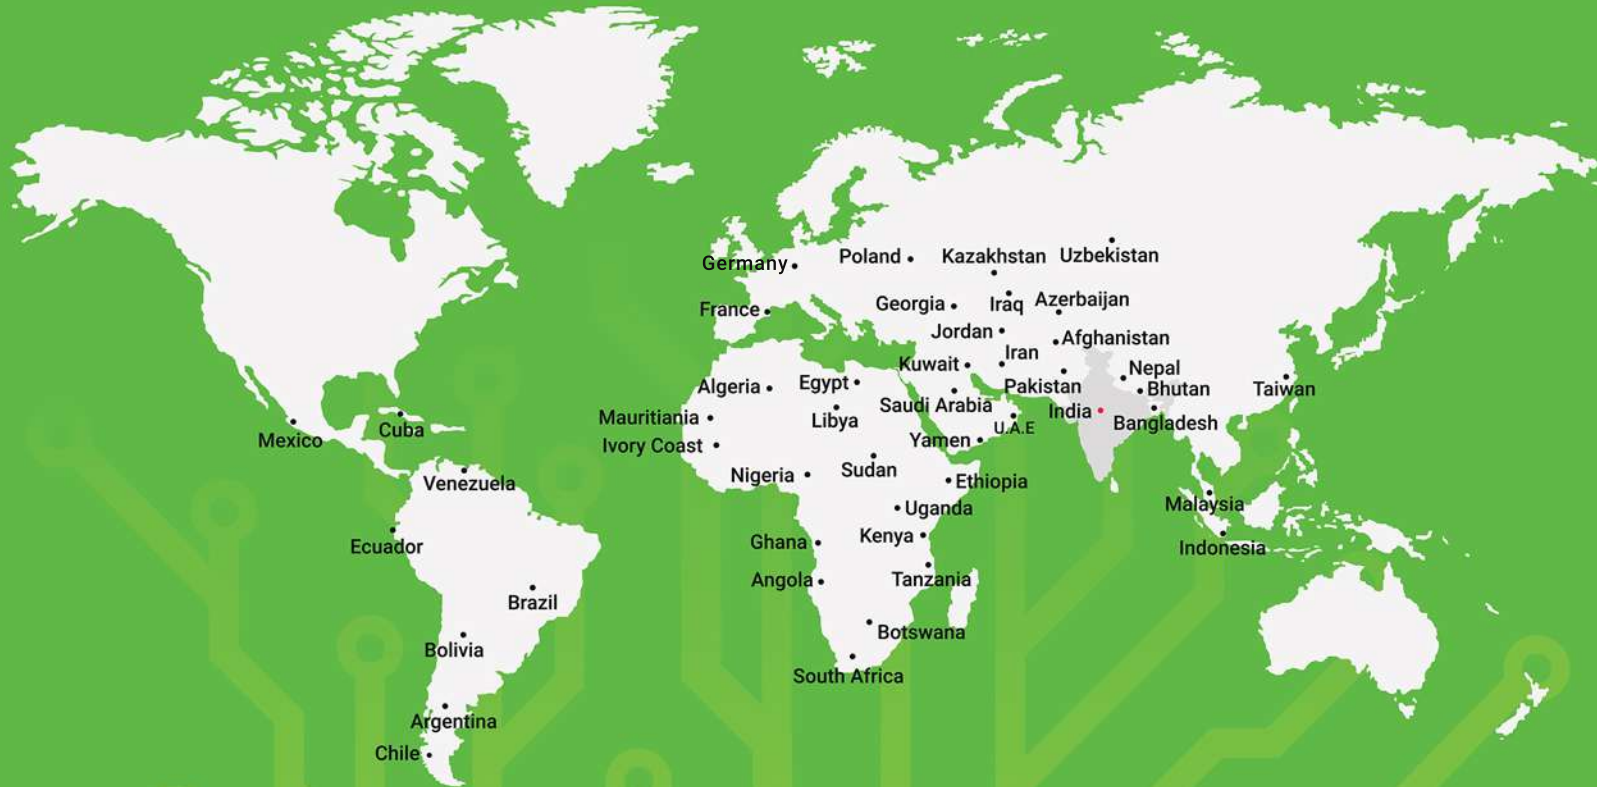 Uzbekistan
Poland
Kazakhstan
Germany
Azerbaijan
Georgia
Iraq
France
Jordan
Afghanistan
Iran
Kuwait
Nepal
Egypt
Algeria
Pakistan
Bhutan
Taiwan
Saudi Arabia
India
Mauritiania
Libya
Bangladesh
U.A.E
Cuba
Mexico
Yamen
Ivory Coast
Sudan
Nigeria
Ethiopia
Venezuela
Malaysia
Uganda
Kenya
Ghana
Ecuador
Indonesia
Angola
Tanzania
Brazil
Botswana
Bolivia
South Africa
Argentina
Chile